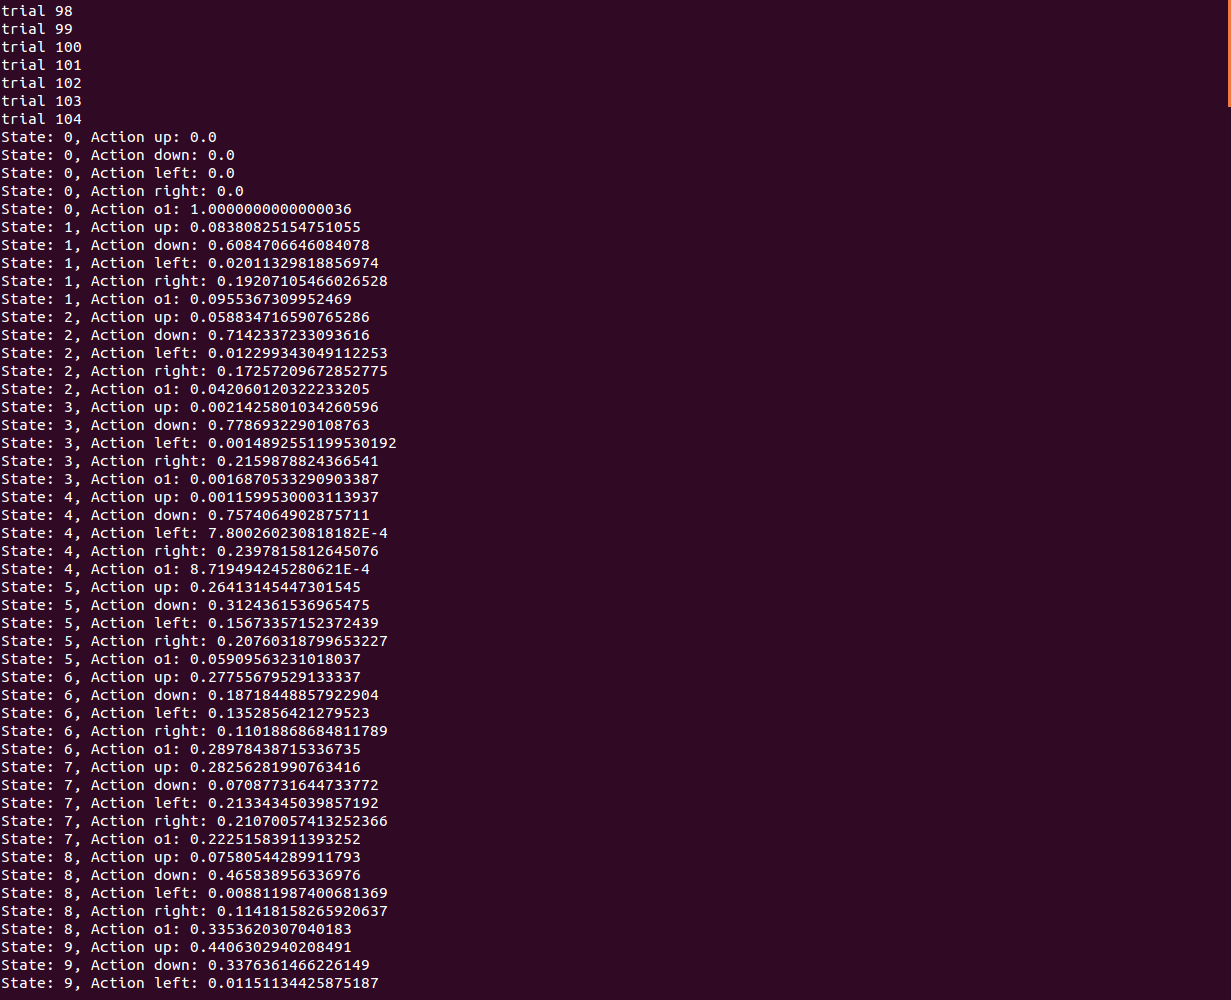 trial 98
trial 99
trial 100
trial 101
trial 102
trial 103
trial 104
State: 0, Action up: 0.0
State: 0, Action down: 0.0
State: 0, Action left: 0.0
State: 0, Action right: 0.0
State: 0, Action o1: 1.0000000000000036
State: 1, Action up: 0.08380825154751055
State: 1, Action down: 0.6084706646084078
State: 1, Action left: 0.02011329818856974
State: 1, Action right: 0.19207105466026528
State: 1, Action o1: 0.0955367309952469
State: 2, Action up: 0.058834716590765286
State: 2, Action down: 0.7142337233093616
State: 2, Action left: 0.012299343049112253
State: 2, Action right: 0.17257209672852775
State: 2, Action o1: 0.042060120322233205
State: 3, Action up: 0.0021425801034260596
State: 3, Action down: 0.7786932290108763
State: 3, Action left: 0.0014892551199530192
State: 3, Action right: 0.2159878824366541
State: 3, Action o1: 0.0016870533290903387
State: 4, Action up: 0.0011599530003113937
State: 4, Action down: 0.7574064902875711
State: 4, Action left: 7.800260230818182E-4
State: 4, Action right: 0.2397815812645076
State: 4, Action o1: 8.719494245280621E-4
State: 5, Action up: 0.26413145447301545
State: 5, Action down: 0.3124361536965475
State: 5, Action left: 0.15673357152372439
State: 5, Action right: 0.20760318799653227
State: 5, Action o1: 0.05909563231018037
State: 6, Action up: 0.27755679529133337
State: 6, Action down: 0.18718448857922904
State: 6, Action left: 0.1352856421279523
State: 6, Action right: 0.11018868684811789
State: 6, Action o1: 0.28978438715336735
State: 7, Action up: 0.28256281990763416
State: 7, Action down: 0.07087731644733772
State: 7, Action left: 0.21334345039857192
State: 7, Action right: 0.21070057413252366
State: 7, Action o1: 0.22251583911393252
State: 8, Action up: 0.07580544289911793
State: 8, Action down: 0.465838956336976
State: 8, Action left: 0.008811987400681369
State: 8, Action right: 0.11418158265920637
State: 8, Action o1: 0.3353620307040183
State: 9, Action up: 0.4406302940208491
State: 9, Action down: 0.3376361466226149
State: 9, Action left: 0.01151134425875187